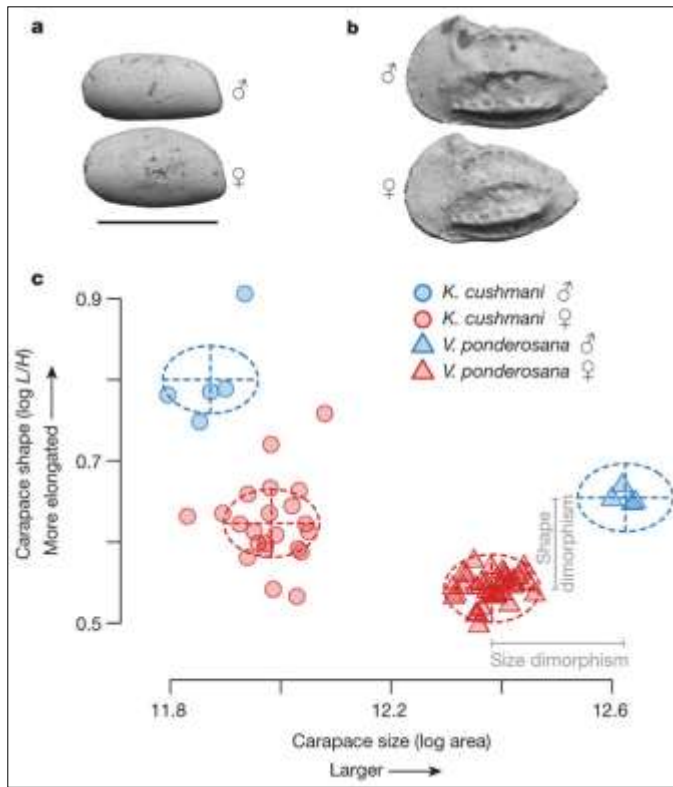 a
b
♂
♀
♂
♀
c
K. cushmani ♂
K. cushmani ♀
V. ponderosana ♂
V. ponderosana ♀
0.9
0.7
0.5
Carapace shape (log L/H)
More elongated
Shape
dimorphism
Size dimorphism
11.8
12.2
12.6
Carapace size (log area)
Larger